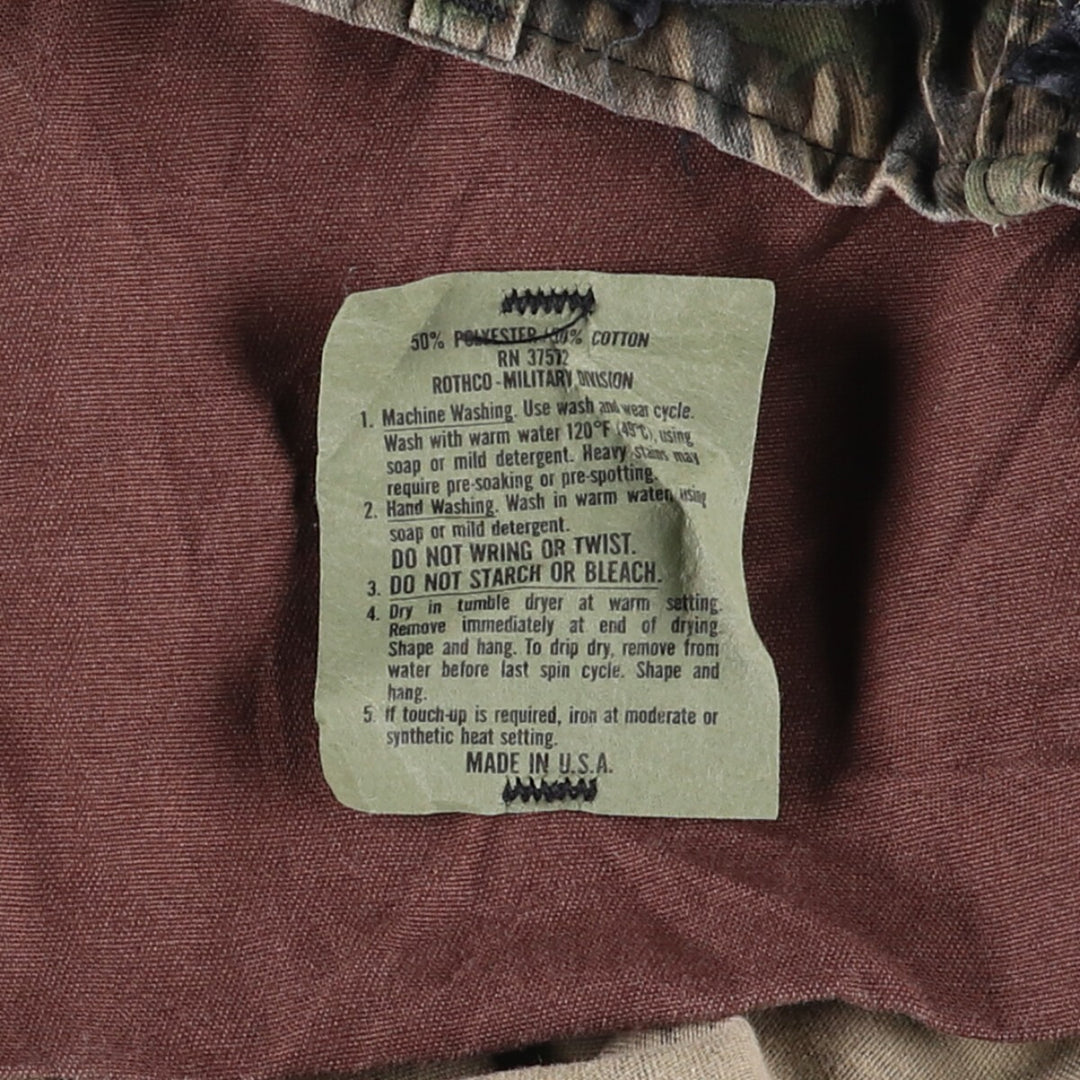 50% POLYESTER / 50% COTTON
RN 37572
ROTHCO - MILITARY DIVISION
1. Machine Washing. Use wash and wear cycle.
Wash with warm water 120°F (49°C), using
soap or mild detergent. Heavy stains may
require pre-soaking or pre-spotting.
2. Hand Washing. Wash in warm water, using
soap or mild detergent.
DO NOT WRING OR TWIST.
3. DO NOT STARCH OR BLEACH.
4. Dry in tumble dryer at warm setting.
Remove immediately at end of drying.
Shape and hang. To drip dry, remove from
water before last spin cycle. Shape and
hang.
5. If touch-up is required, iron at moderate or
synthetic heat setting.
MADE IN U.S.A.